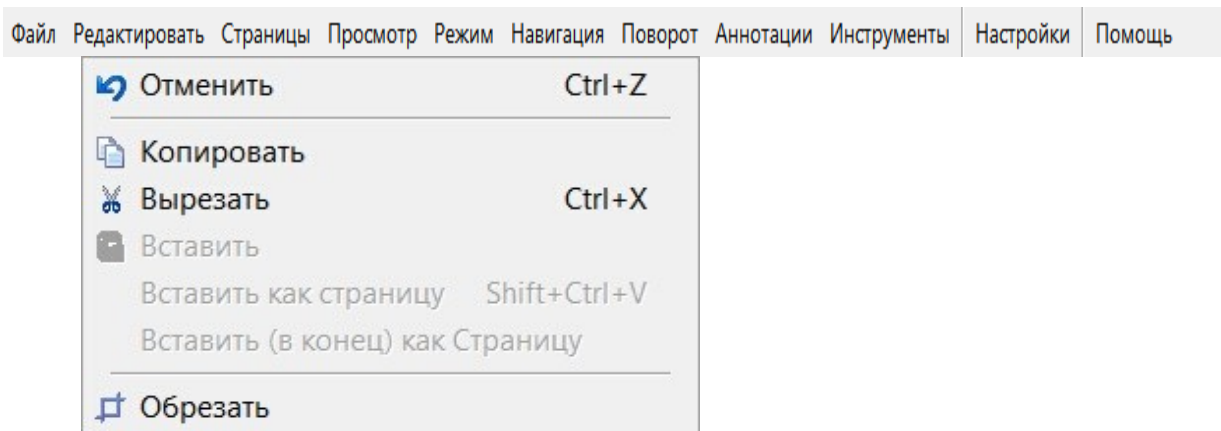 Файл Редактировать Страницы Просмотр Режим Навигация Поворот Аннотации Инструменты Настройки Помощь
Отменить Ctrl+Z
Копировать
Вырезать Ctrl+X
Вставить
Вставить как страницу Shift+Ctrl+V
Вставить (в конец) как Страницу
Обрезать